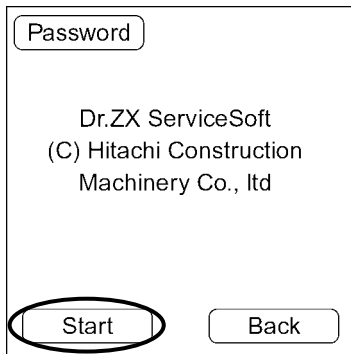 Password
Dr.ZX ServiceSoft
(C) Hitachi Construction
Machinery Co., ltd
Start
Back